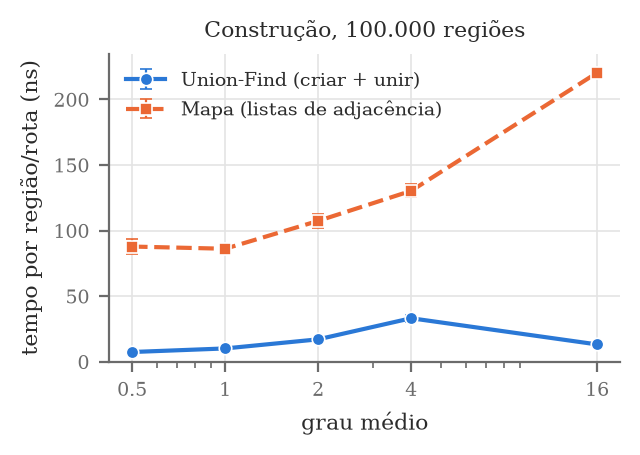 Construção, 100.000 regiões
Union-Find (criar + unir)
Mapa (listas de adjacência)
tempo por região/rota (ns)
200
150
100
50
0
0.5
1
2
4
16
grau médio